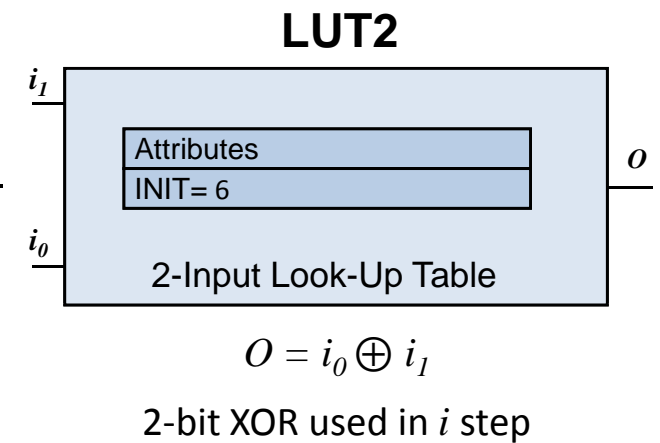 LUT2
i₁
Attributes
O
INIT= 6
i₀
2-Input Look-Up Table
O = i₀ ⊕ i₁
2-bit XOR used in i step